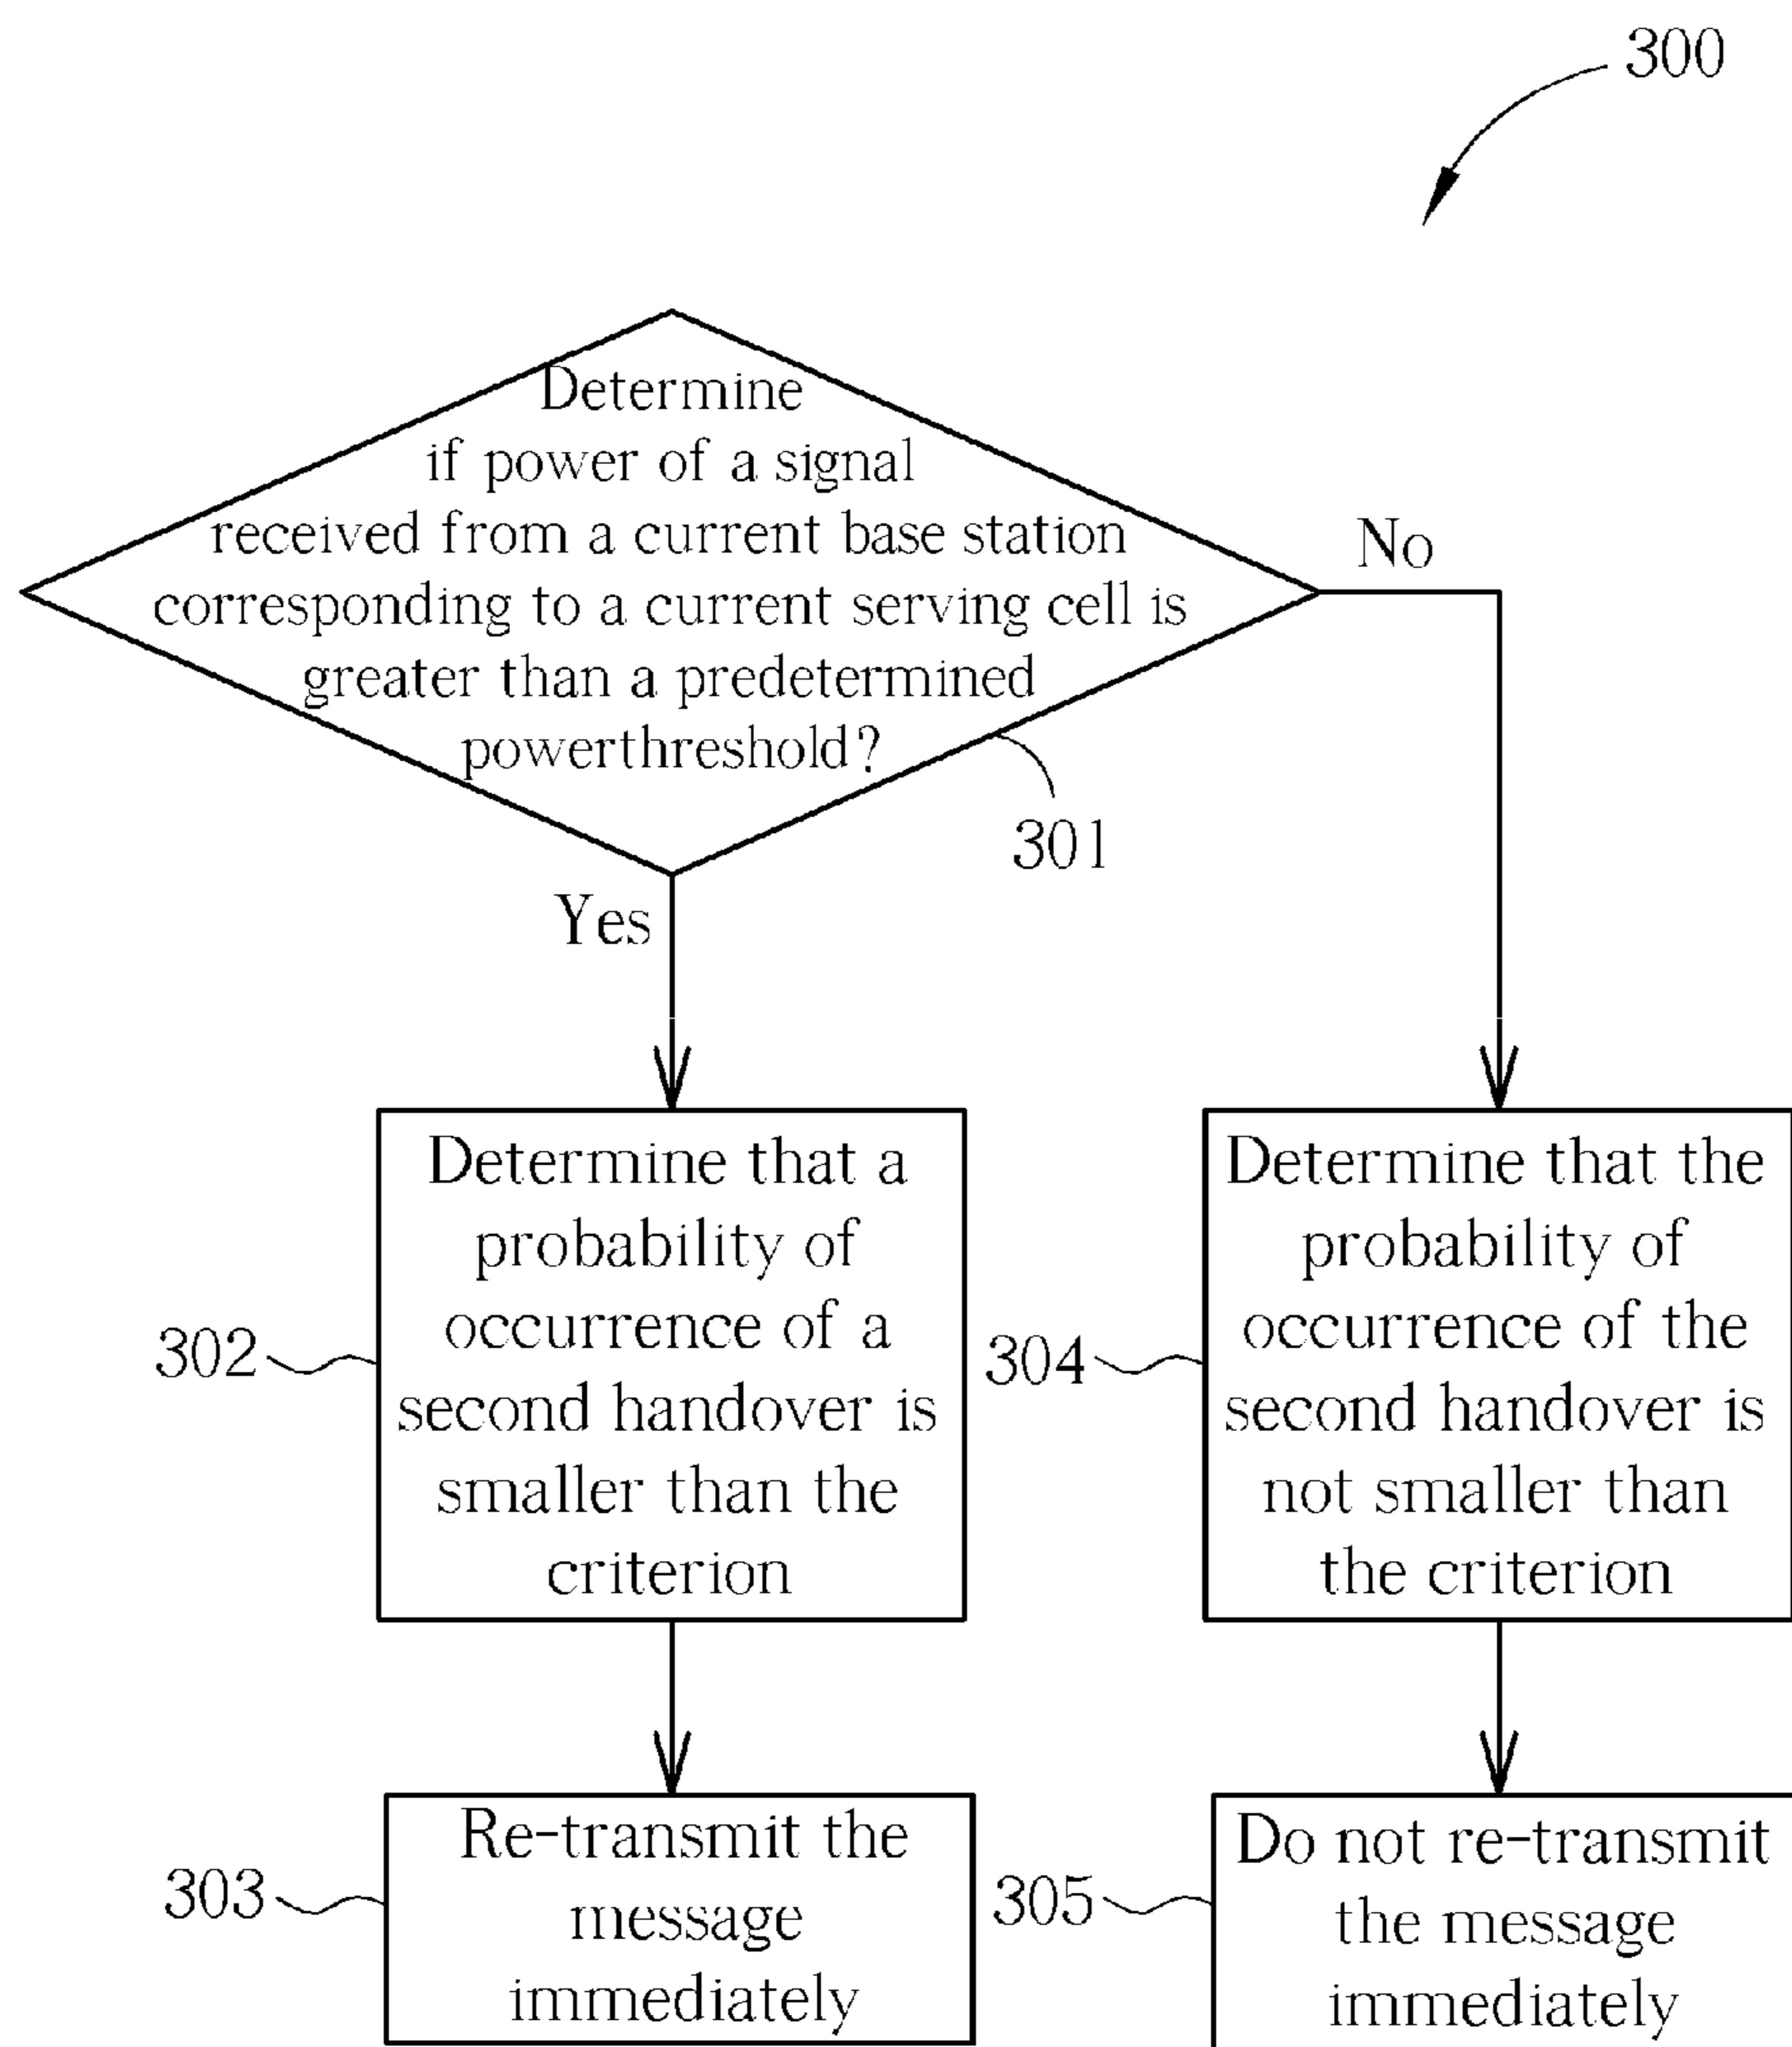 300
Determine
if power of a signal
received from a current base station
corresponding to a current serving cell is
greater than a predetermined
powerthreshold?
No
301
Yes
Determine that a
probability of
occurrence of a
second handover is
smaller than the
criterion
302
Determine that the
probability of
occurrence of the
second handover is
not smaller than
the criterion
304
Re-transmit the
message
immediately
303
Do not re-transmit
the message
immediately
305